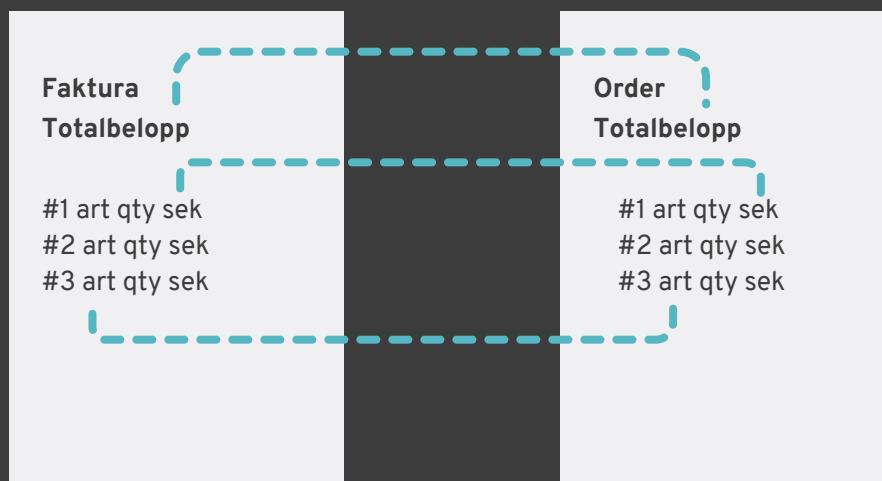 Faktura
Totalbelopp
#1 art qty sek
#2 art qty sek
#3 art qty sek
Order
Totalbelopp
#1 art qty sek
#2 art qty sek
#3 art qty sek